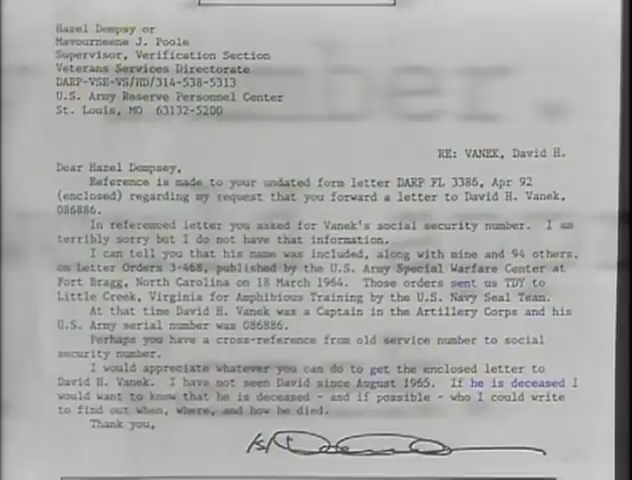 Hazel Dempsy or
Mavourneene J. Poole
Supervisor, Verification Section
Veterans Services Directorate
DARP-VSE-VS/HD/314-538-5313
U.S. Army Reserve Personnel Center
St. Louis, MO 63132-5200
RE: VANEK, David H.
Dear Hazel Dempsey,
Reference is made to your undated form letter DARP FL 3386, Apr 92
(enclosed) regarding my request that you forward a letter to David H. Vanek,
086886.
In referenced letter you asked for Vanek's social security number. I am
terribly sorry but I do not have that information.
I can tell you that his name was included, along with mine and 94 others,
on Letter Orders 3-468, published by the U.S. Army Special Warfare Center at
Fort Bragg, North Carolina on 18 March 1964. Those orders sent us TDY to
Little Creek, Virginia for Amphibious Training by the U.S. Navy Seal Team.
At that time David H. Vanek was a Captain in the Artillery Corps and his
U.S. Army serial number was 086886.
Perhaps you have a cross-reference from old service number to social
security number.
I would appreciate whatever you can do to get the enclosed letter to
David H. Vanek. I have not seen David since August 1965. If he is deceased I
would want to know that he is deceased - and if possible - who I could write
to find out when, where, and how he died.
Thank you,
/s/
ber.